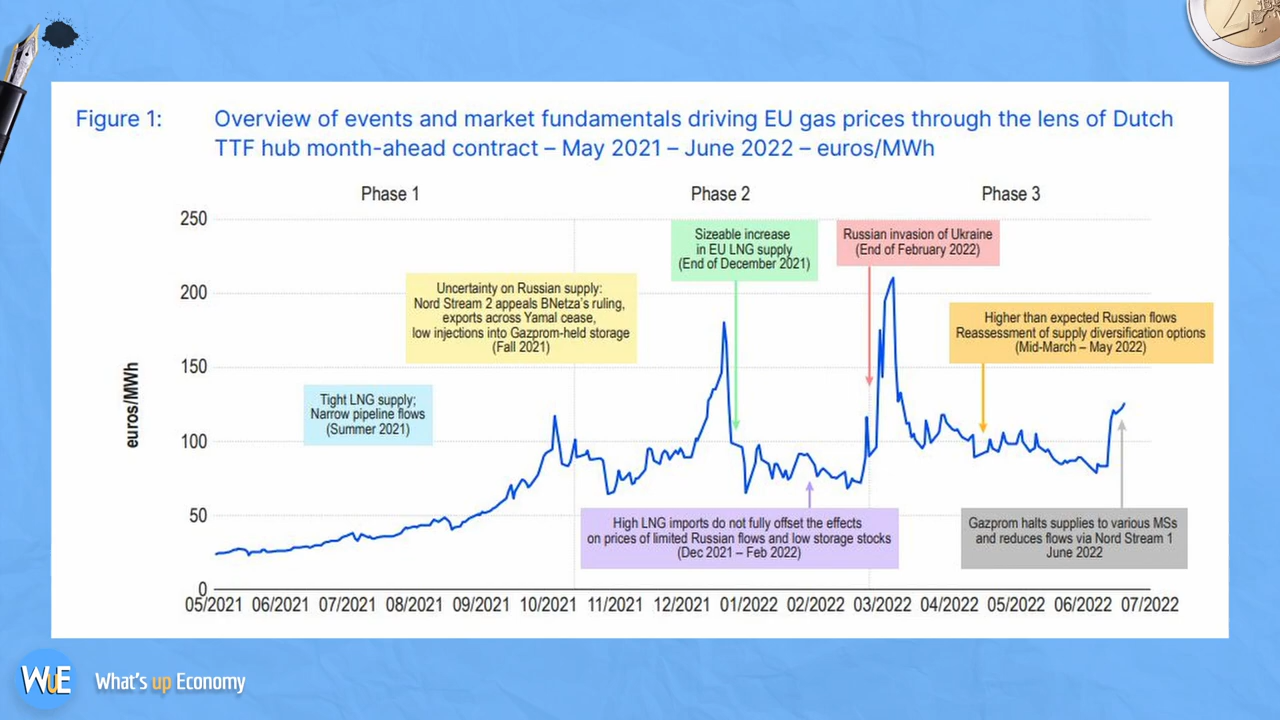 Figure 1:
Overview of events and market fundamentals driving EU gas prices through the lens of Dutch
TTF hub month-ahead contract – May 2021 – June 2022 – euros/MWh
Phase 1
Phase 2
Phase 3
250
200
150
100
50
0
euros/MWh
Tight LNG supply;
Narrow pipeline flows
(Summer 2021)
Uncertainty on Russian supply:
Nord Stream 2 appeals BNetza's ruling,
exports across Yamal cease,
low injections into Gazprom-held storage
(Fall 2021)
Sizeable increase
in EU LNG supply
(End of December 2021)
Russian invasion of Ukraine
(End of February 2022)
Higher than expected Russian flows
Reassessment of supply diversification options
(Mid-March – May 2022)
High LNG imports do not fully offset the effects
on prices of limited Russian flows and low storage stocks
(Dec 2021 – Feb 2022)
Gazprom halts supplies to various MSs
and reduces flows via Nord Stream 1
June 2022
05/2021 06/2021 07/2021 08/2021 09/2021 10/2021 11/2021 12/2021 01/2022 02/2022 03/2022 04/2022 05/2022 06/2022 07/2022
WuE
What's up Economy